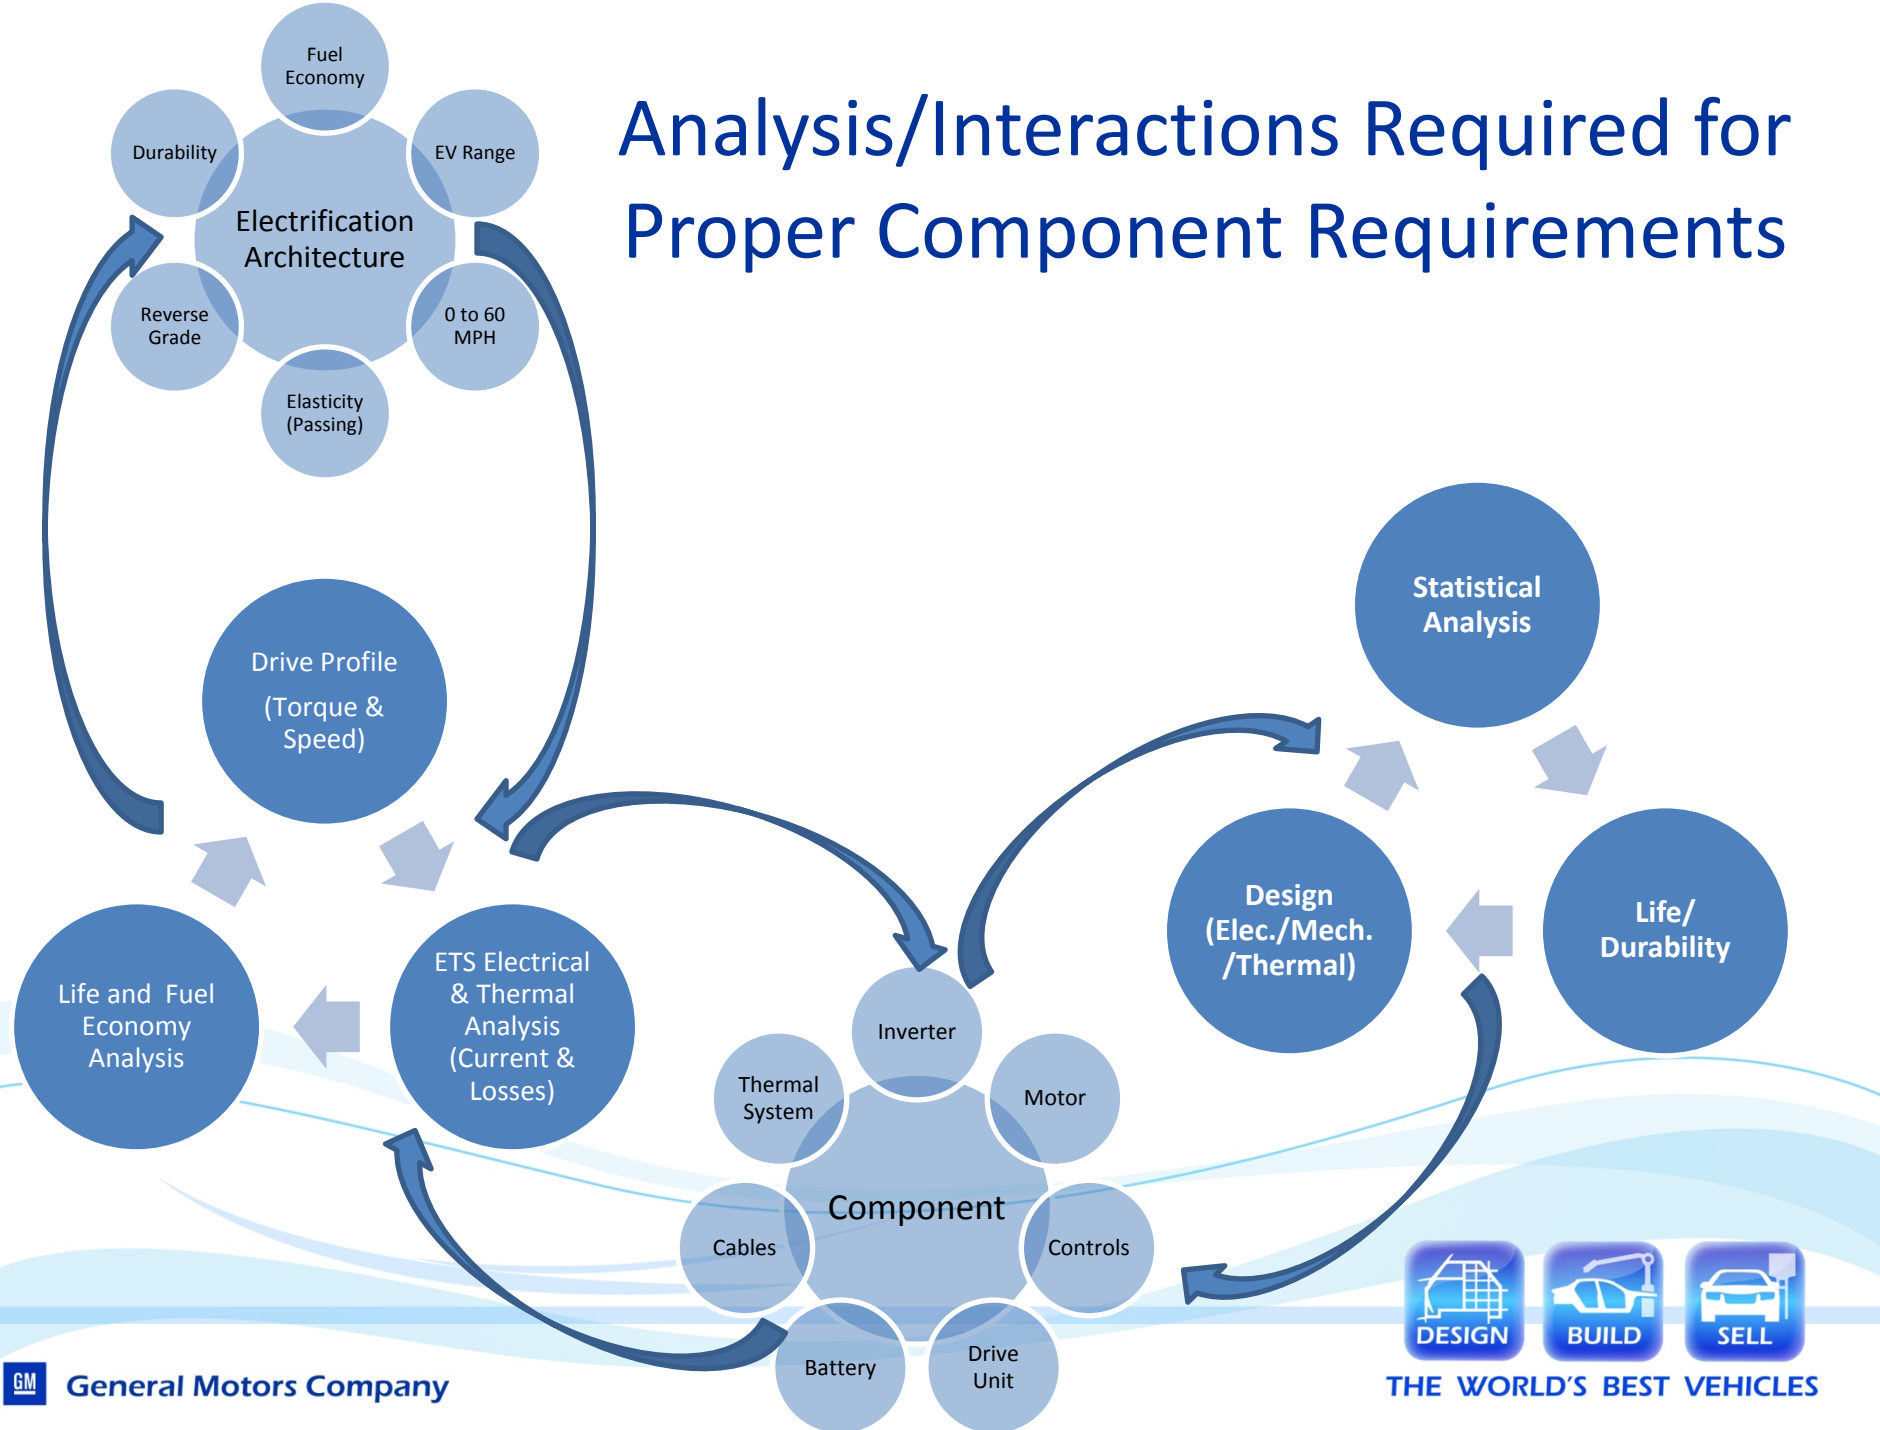 Analysis/Interactions Required for
Proper Component Requirements
Fuel
Economy
Durability
EV Range
Electrification
Architecture
Reverse
Grade
0 to 60
MPH
Elasticity
(Passing)
Drive Profile
(Torque &
Speed)
Life and Fuel
Economy
Analysis
ETS Electrical
& Thermal
Analysis
(Current &
Losses)
Inverter
Thermal
System
Motor
Component
Cables
Controls
Battery
Drive
Unit
Statistical
Analysis
Design
(Elec./Mech.
/Thermal)
Life/
Durability
GM
General Motors Company
DESIGN
BUILD
SELL
THE WORLD'S BEST VEHICLES